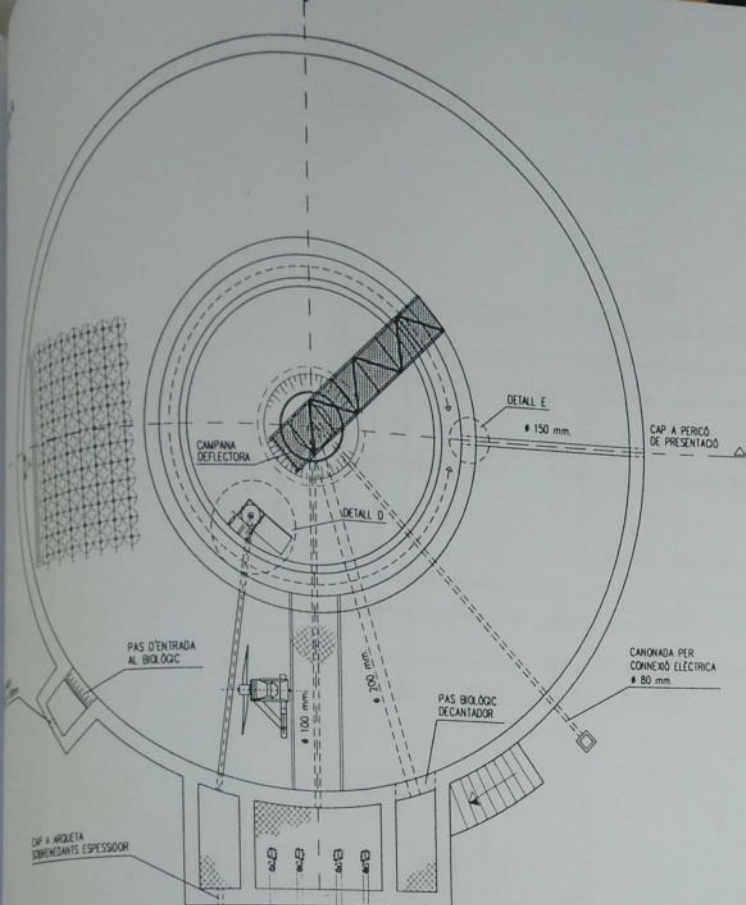 DETALL E
ø 150 mm.
CAP A PERICÓ
DE PRESENTACIÓ
CAMPANA
DEFLECTORA
DETALL D
PAS D'ENTRADA
AL BIOLÒGIC
CANONADA PER
CONNEXIÓ ELÈCTRICA
ø 80 mm.
ø 200 mm.
ø 100 mm.
PAS BIOLÒGIC
DECANTADOR
CAP A ARQUETA
SOBRENEDANTS ESPESSIDOR